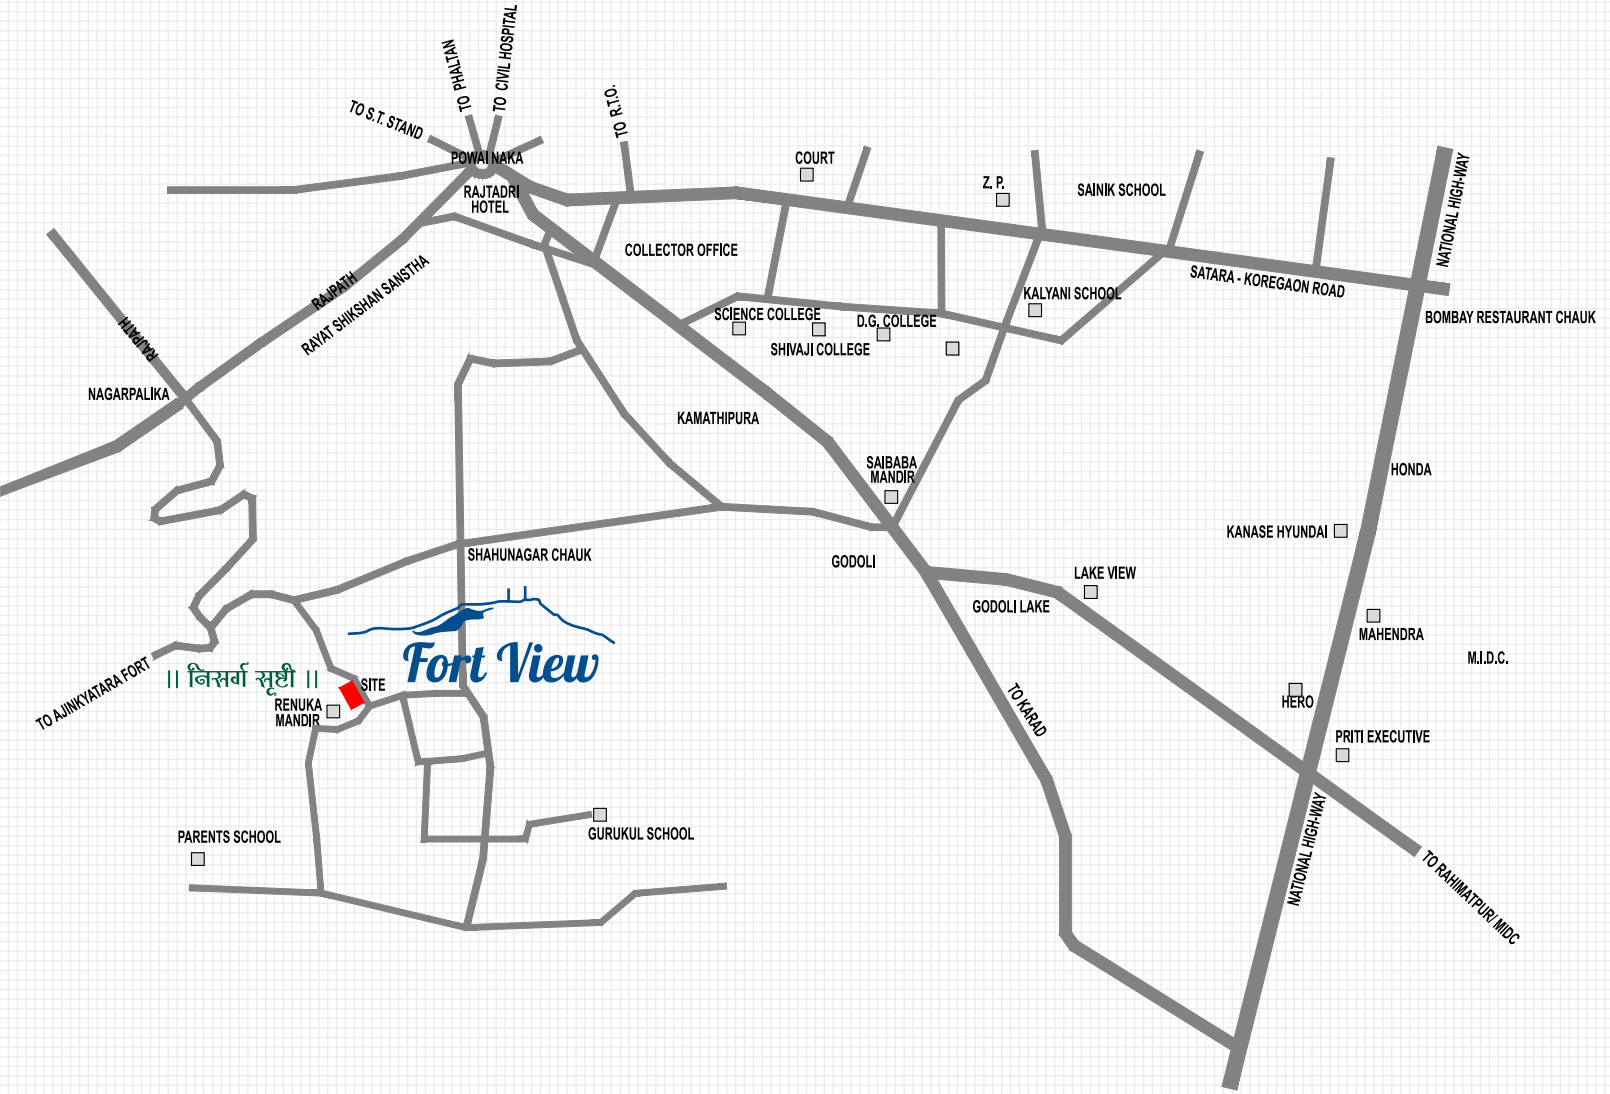 TO PHALTAN
TO CIVIL HOSPITAL
TO S.T. STAND
TO R.T.O.
POWAI NAKA
RAJTADRI
HOTEL
COURT
Z. P.
SAINIK SCHOOL
NATIONAL HIGH-WAY
COLLECTOR OFFICE
SATARA - KOREGAON ROAD
RAJPATH
RAYAT SHIKSHAN SANSTHA
RAJPATH
KALYANI SCHOOL
SCIENCE COLLEGE
D.G. COLLEGE
SHIVAJI COLLEGE
BOMBAY RESTAURANT CHAUK
NAGARPALIKA
KAMATHIPURA
SAIBABA
MANDIR
HONDA
KANASE HYUNDAI
SHAHUNAGAR CHAUK
GODOLI
LAKE VIEW
GODOLI LAKE
MAHENDRA
M.I.D.C.
Fort View
TO AJINKYATARA FORT
|| निसर्ग सृष्टी ||
SITE
RENUKA
MANDIR
TO KARAD
HERO
PRITI EXECUTIVE
NATIONAL HIGH-WAY
PARENTS SCHOOL
GURUKUL SCHOOL
TO RAHIMATPUR/ MIDC